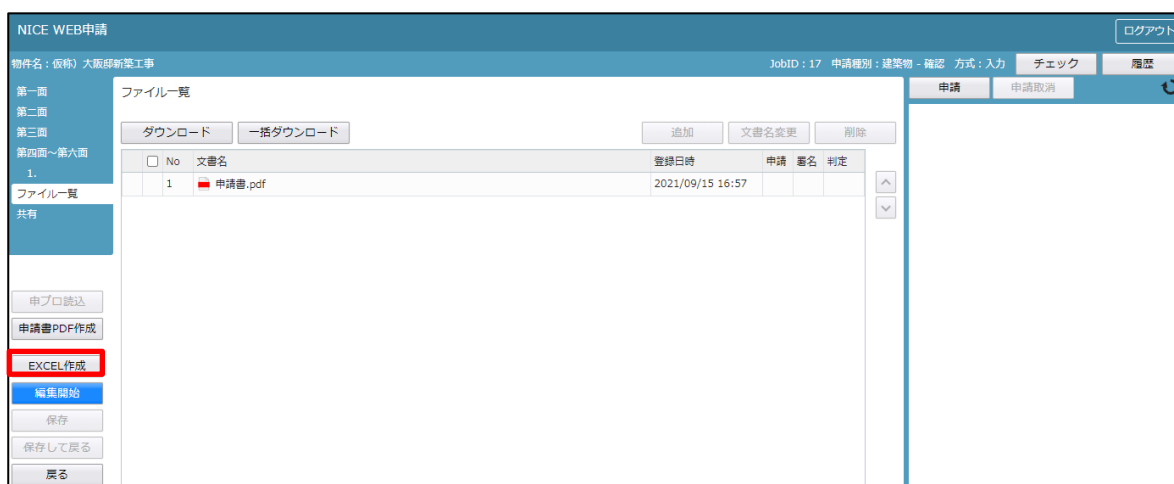 NICE WEB申請
ログアウト
物件名：仮称）大阪邸新築工事
JobID：17 申請種別：建築物 - 確認 方式：入力
チェック
履歴
第一面
第二面
第三面
第四面～第六面
1.
ファイル一覧
共有
ファイル一覧
申請
申請取消
ダウンロード
一括ダウンロード
追加
文書名変更
削除
No 文書名 登録日時 申請 署名 判定
1 申請書.pdf 2021/09/15 16:57
申プロ読込
申請書PDF作成
EXCEL作成
編集開始
保存
保存して戻る
戻る